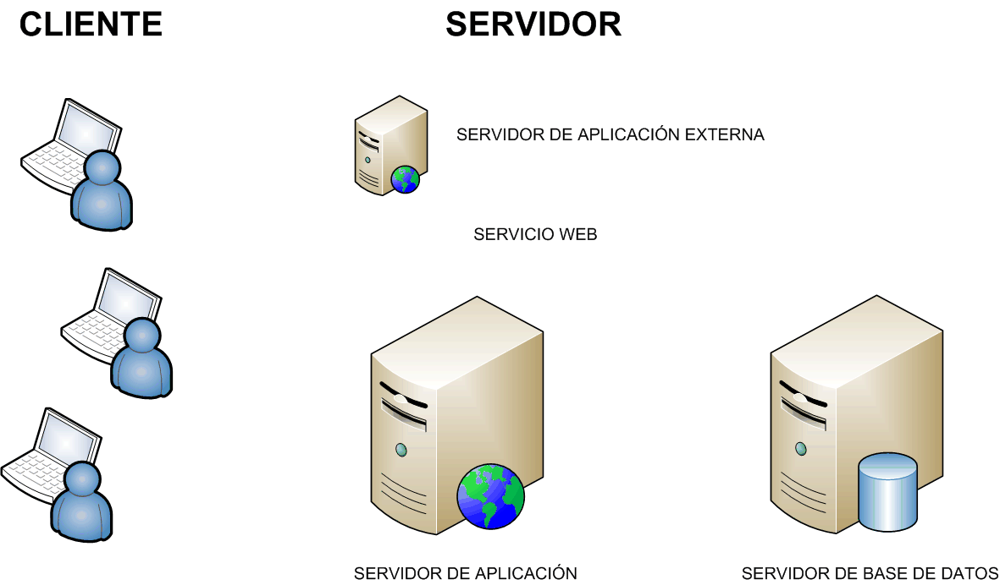 CLIENTE
SERVIDOR
SERVIDOR DE APLICACIÓN EXTERNA
SERVICIO WEB
SERVIDOR DE APLICACIÓN
SERVIDOR DE BASE DE DATOS